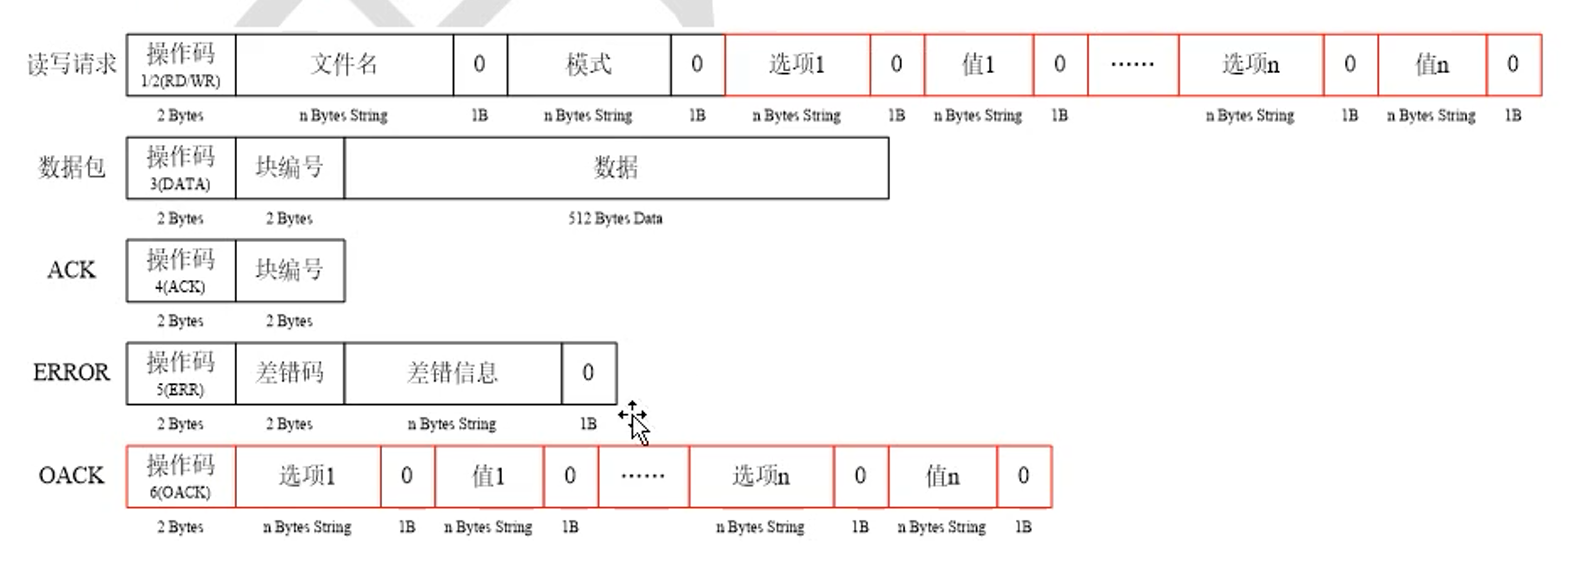 读写请求 操作码 文件名 0 模式 0 选项1 0 值1 0 ······ 选项n 0 值n 0
1/2(RD/WR)
2 Bytes n Bytes String 1B n Bytes String 1B n Bytes String 1B n Bytes String 1B n Bytes String 1B n Bytes String 1B
数据包 操作码 块编号 数据
3(DATA)
2 Bytes 2 Bytes 512 Bytes Data
ACK 操作码 块编号
4(ACK)
2 Bytes 2 Bytes
ERROR 操作码 差错码 差错信息 0
5(ERR)
2 Bytes 2 Bytes n Bytes String 1B
OACK 操作码 选项1 0 值1 0 ······ 选项n 0 值n 0
6(OACK)
2 Bytes n Bytes String 1B n Bytes String 1B n Bytes String 1B n Bytes String 1B